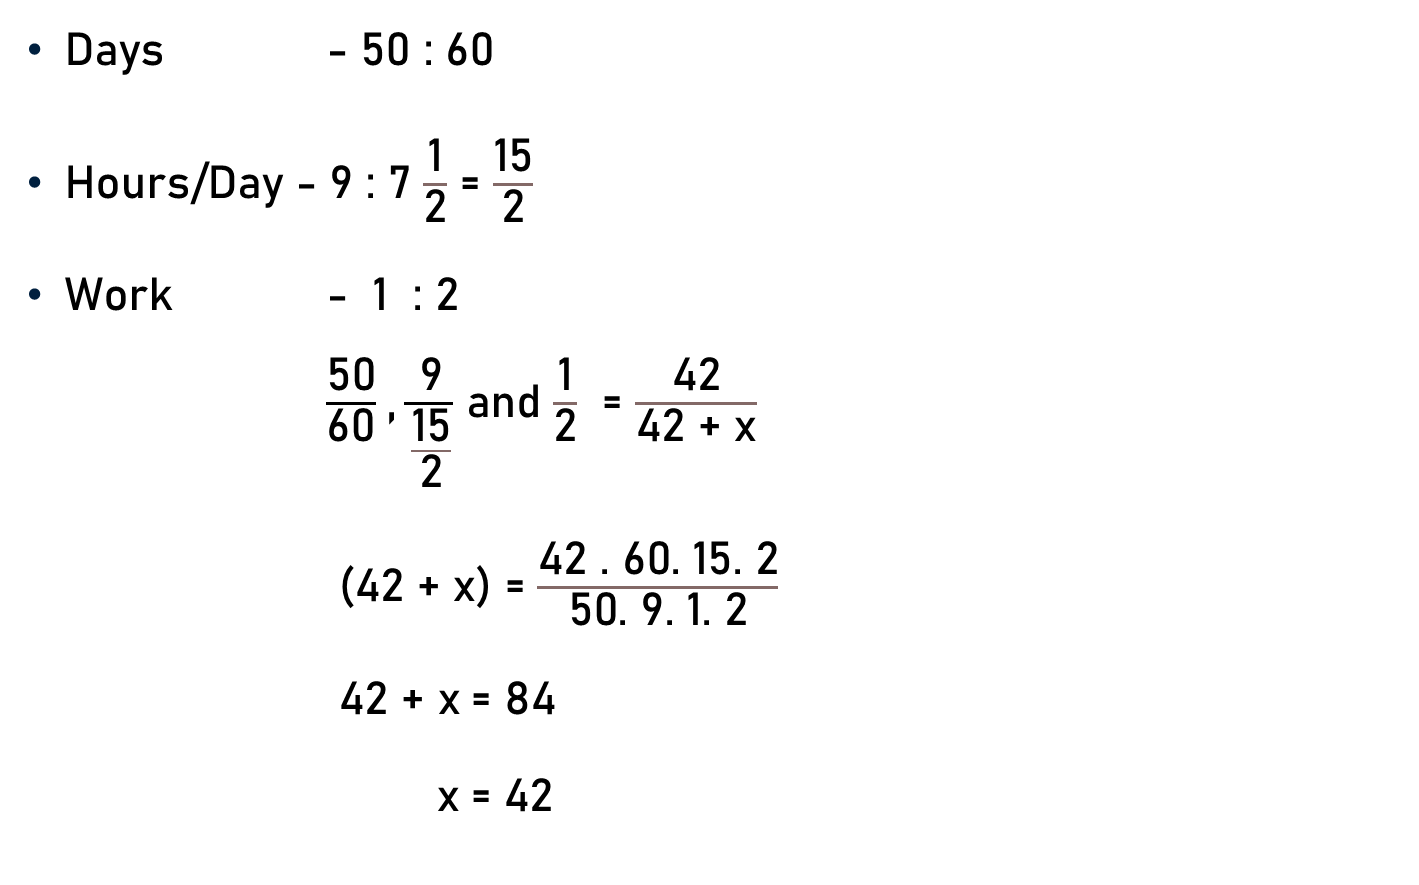 • Days - 50 : 60
• Hours/Day - 9 : 7 1/2 = 15/2
• Work - 1 : 2
50/60 , 9/(15/2) and 1/2 = 42/(42 + x)
(42 + x) = (42 . 60. 15. 2)/(50. 9. 1. 2)
42 + x = 84
x = 42